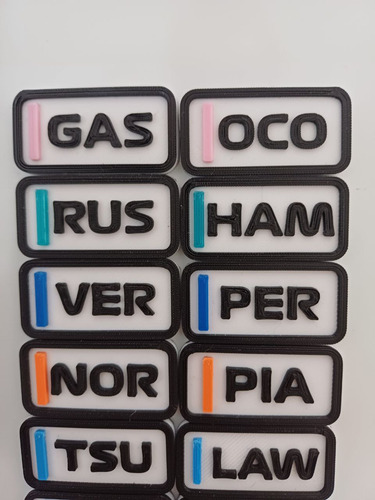 GAS OCO
RUS HAM
VER PER
NOR PIA
TSU LAW